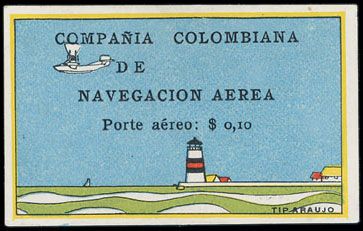 COMPAÑIA COLOMBIANA
DE
NAVEGACION AEREA
Porte aéreo: $ 0,10
TIP. ARAUJO